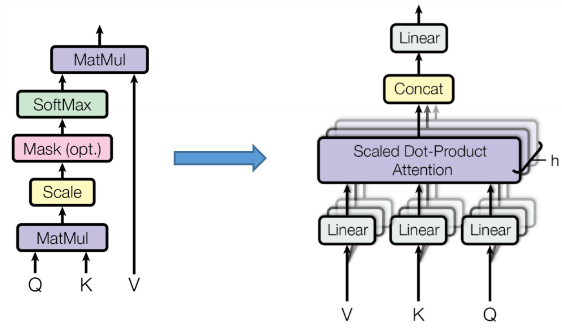 MatMul
SoftMax
Mask (opt.)
Scale
MatMul
Q K V
Linear
Concat
Scaled Dot-Product
Attention
h
Linear Linear Linear
V K Q